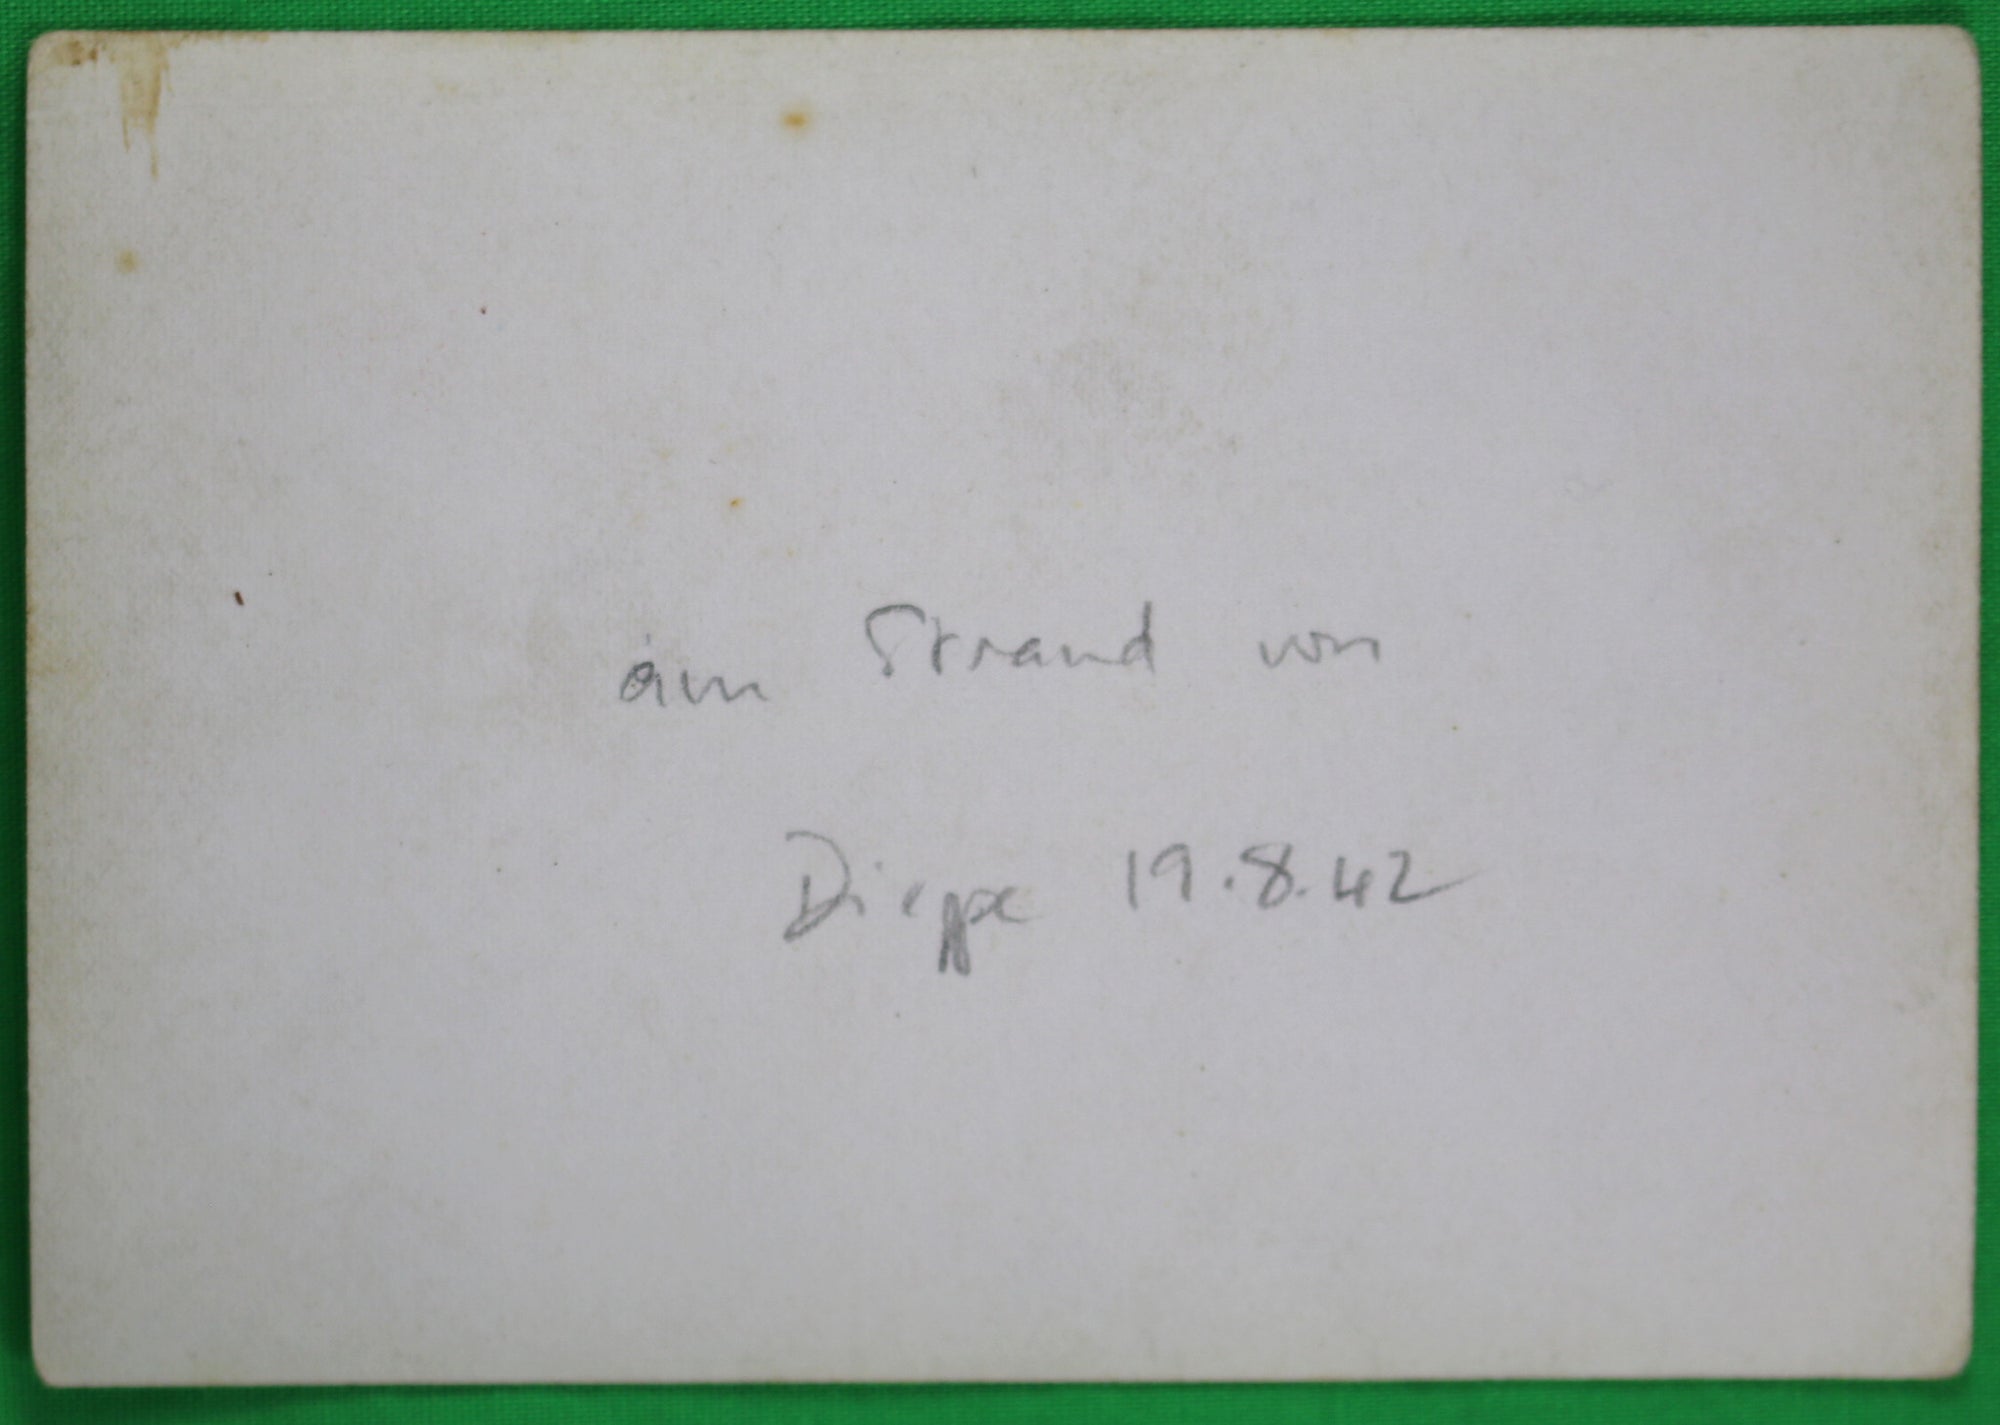 am Strand von
Dieppe 19.8.42